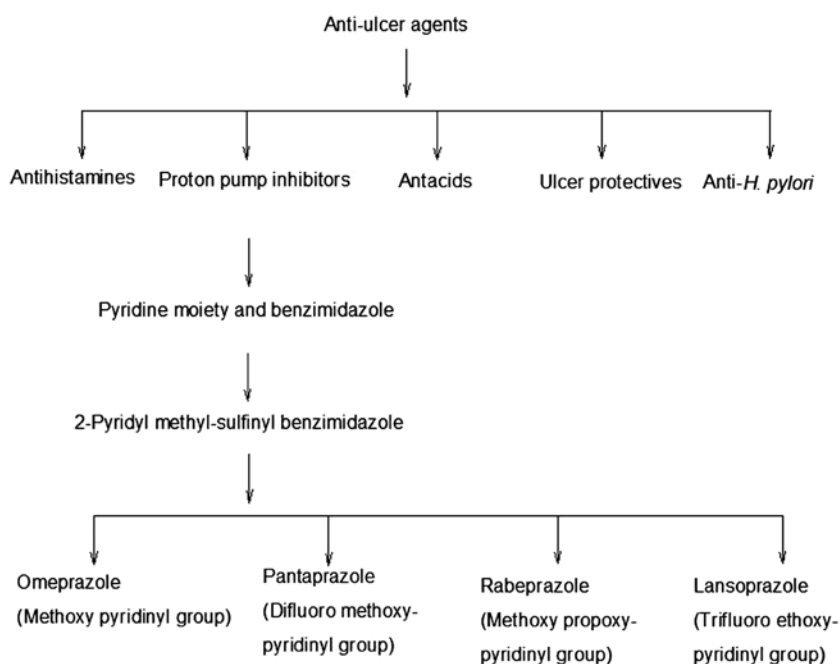 Anti-ulcer agents
Antihistamines Proton pump inhibitors Antacids Ulcer protectives Anti-H. pylori
Pyridine moiety and benzimidazole
2-Pyridyl methyl-sulfinyl benzimidazole
Omeprazole
(Methoxy pyridinyl group)
Pantaprazole
(Difluoro methoxy-
pyridinyl group)
Rabeprazole
(Methoxy propoxy-
pyridinyl group)
Lansoprazole
(Trifluoro ethoxy-
pyridinyl group)